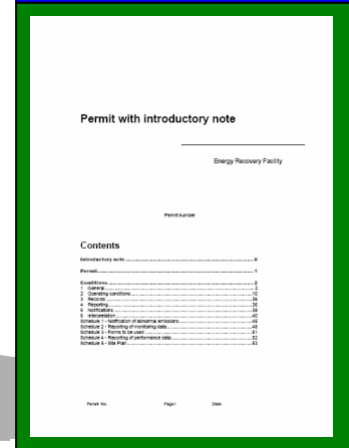 Permit with introductory note
Energy Recovery Facility
Permit Number
Contents
Introductory note
Permit
Conditions
1 General
2 Operating conditions
3 Records
4 Reporting
5 Notifications
6 Interpretation
Schedule 1 - Notification of abnormal emissions
Schedule 2 - Reporting of monitoring data
Schedule 3 - Forms to be used
Schedule 4 - Reporting of performance data
Schedule 5 - Site Plan
Permit No.
Page i
Date: